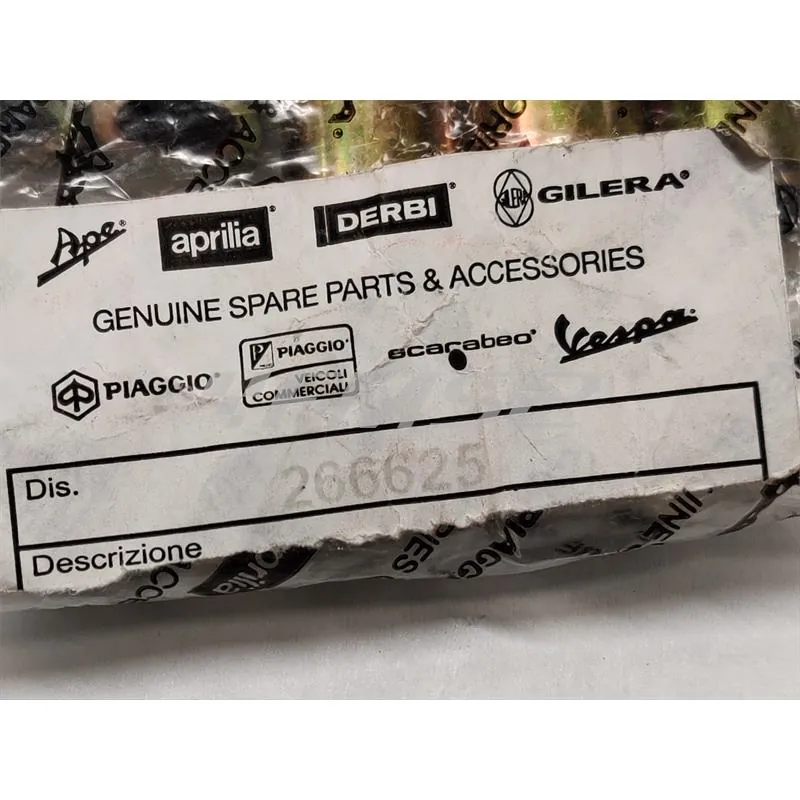 Ape® aprilia® DERBI® GILERA®
GENUINE SPARE PARTS & ACCESSORIES
PIAGGIO® PIAGGIO® scarabeo® Vespa®
VEICOLI
COMMERCIALI
Dis. 266625
Descrizione